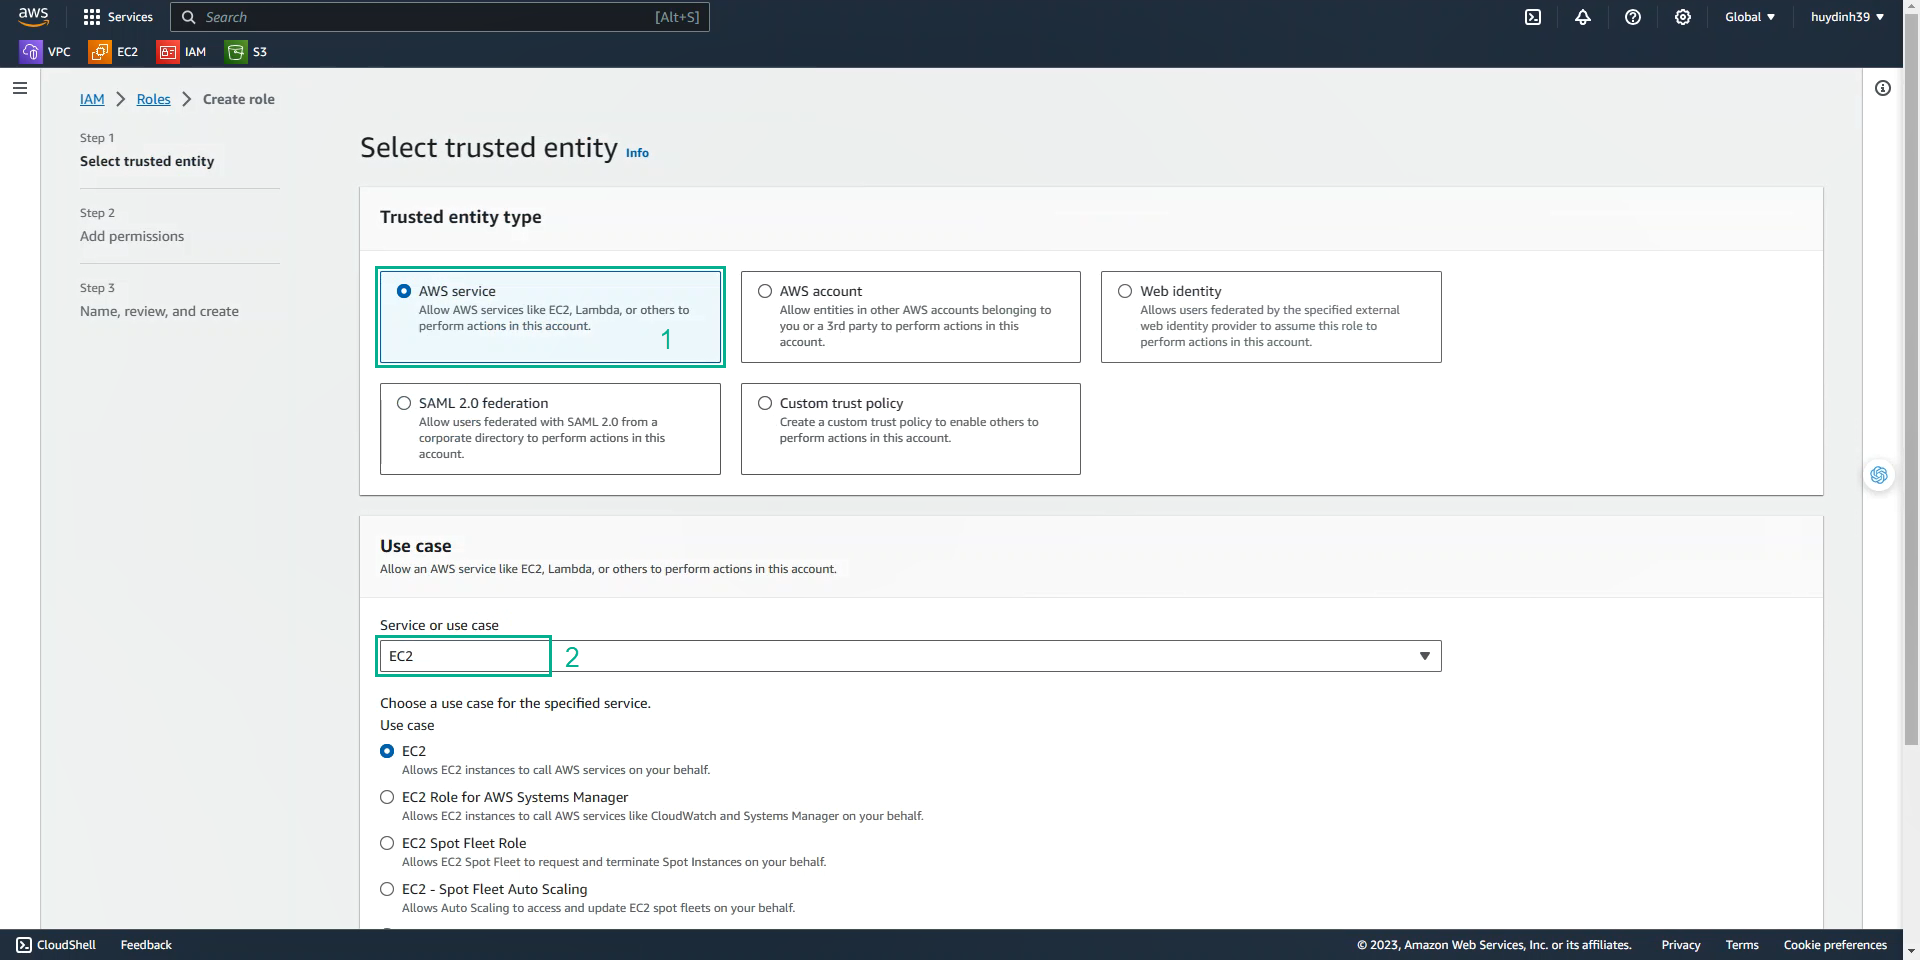 aws
Services
Search
[Alt+S]
Global
huydinh39
VPC
EC2
IAM
S3
IAM
Roles
Create role
Step 1
Select trusted entity
Step 2
Add permissions
Step 3
Name, review, and create
Select trusted entity Info
Trusted entity type
AWS service
Allow AWS services like EC2, Lambda, or others to
perform actions in this account.
1
AWS account
Allow entities in other AWS accounts belonging to
you or a 3rd party to perform actions in this
account.
Web identity
Allows users federated by the specified external
web identity provider to assume this role to
perform actions in this account.
SAML 2.0 federation
Allow users federated with SAML 2.0 from a
corporate directory to perform actions in this
account.
Custom trust policy
Create a custom trust policy to enable others to
perform actions in this account.
Use case
Allow an AWS service like EC2, Lambda, or others to perform actions in this account.
Service or use case
EC2
2
Choose a use case for the specified service.
Use case
EC2
Allows EC2 instances to call AWS services on your behalf.
EC2 Role for AWS Systems Manager
Allows EC2 instances to call AWS services like CloudWatch and Systems Manager on your behalf.
EC2 Spot Fleet Role
Allows EC2 Spot Fleet to request and terminate Spot Instances on your behalf.
EC2 - Spot Fleet Auto Scaling
Allows Auto Scaling to access and update EC2 spot fleets on your behalf.
CloudShell
Feedback
© 2023, Amazon Web Services, Inc. or its affiliates.
Privacy
Terms
Cookie preferences